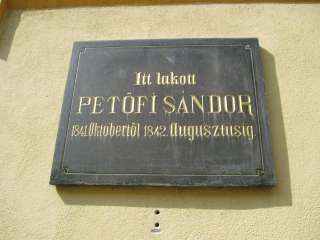 Itt lakott
PETŐFI SÁNDOR
1841. Októbertől 1842. Augusztusig.